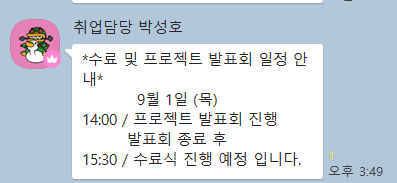 취업담당 박성호
*수료 및 프로젝트 발표회 일정 안
내*
9월 1일 (목)
14:00 / 프로젝트 발표회 진행
발표회 종료 후
15:30 / 수료식 진행 예정 입니다.
1
오후 3:49